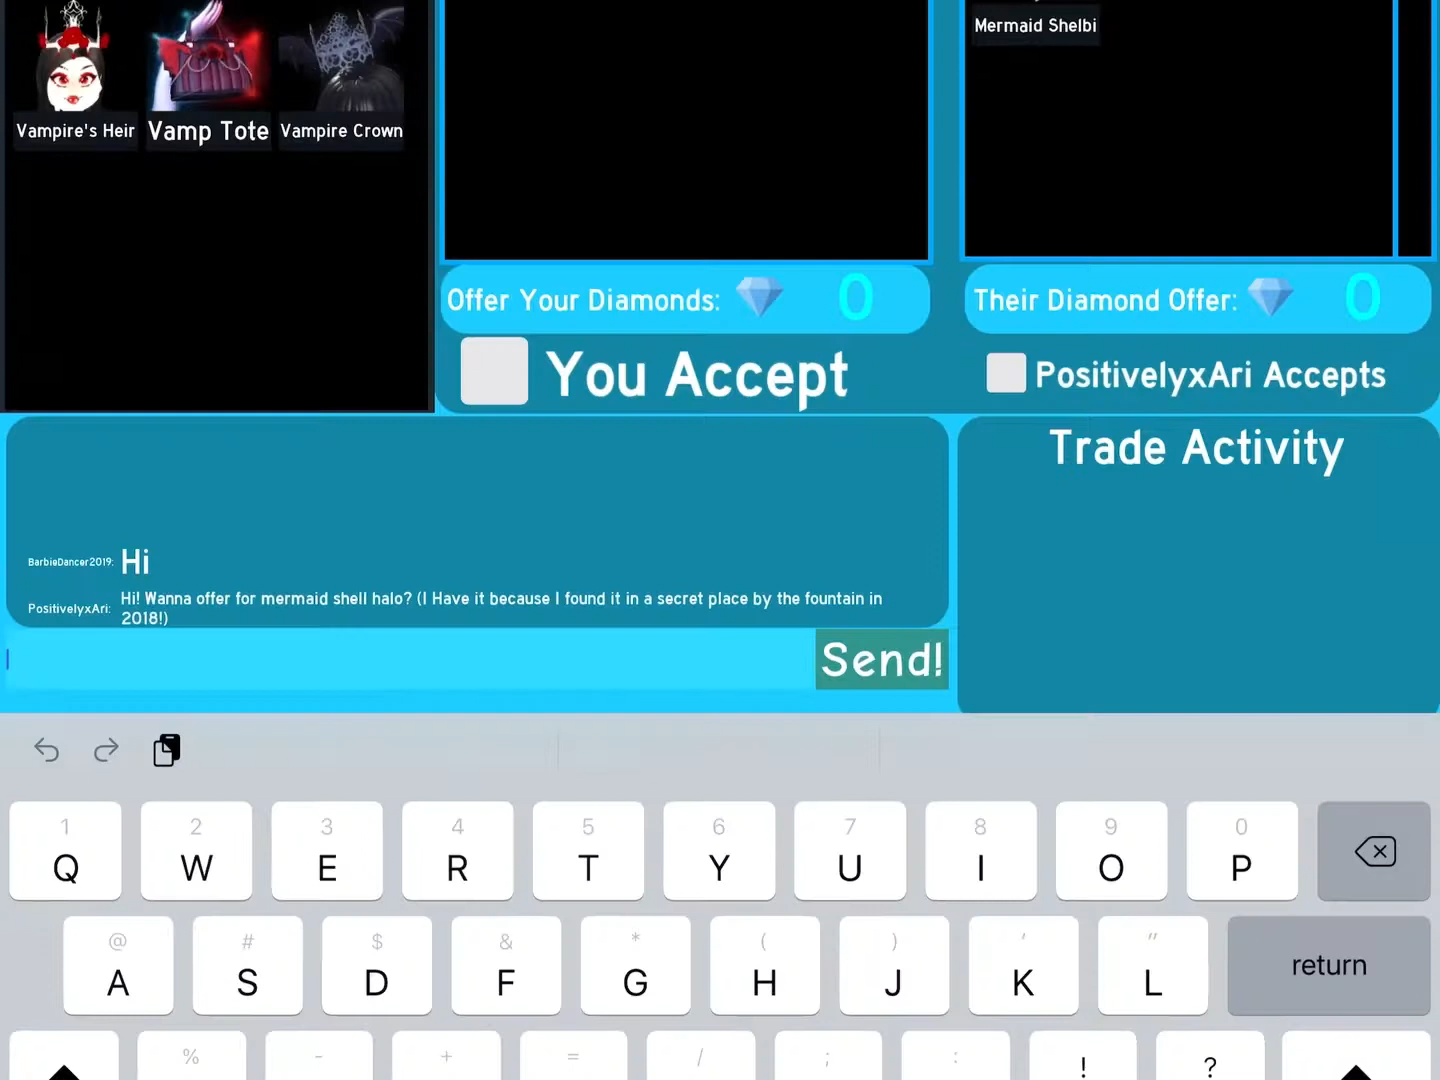 Mermaid Shelbi
Vampire's Heir
Vamp Tote
Vampire Crown
Offer Your Diamonds: 0
Their Diamond Offer: 0
You Accept
PositivelyxAri Accepts
Trade Activity
BarbieDancer2019: Hi
PositivelyxAri: Hi! Wanna offer for mermaid shell halo? (I Have it because I found it in a secret place by the fountain in
2018!)
Send!
1 2 3 4 5 6 7 8 9 0
Q W E R T Y U I O P
@ # $ & * ( ) ' "
A S D F G H J K L return
% - + = / ; : ! ?